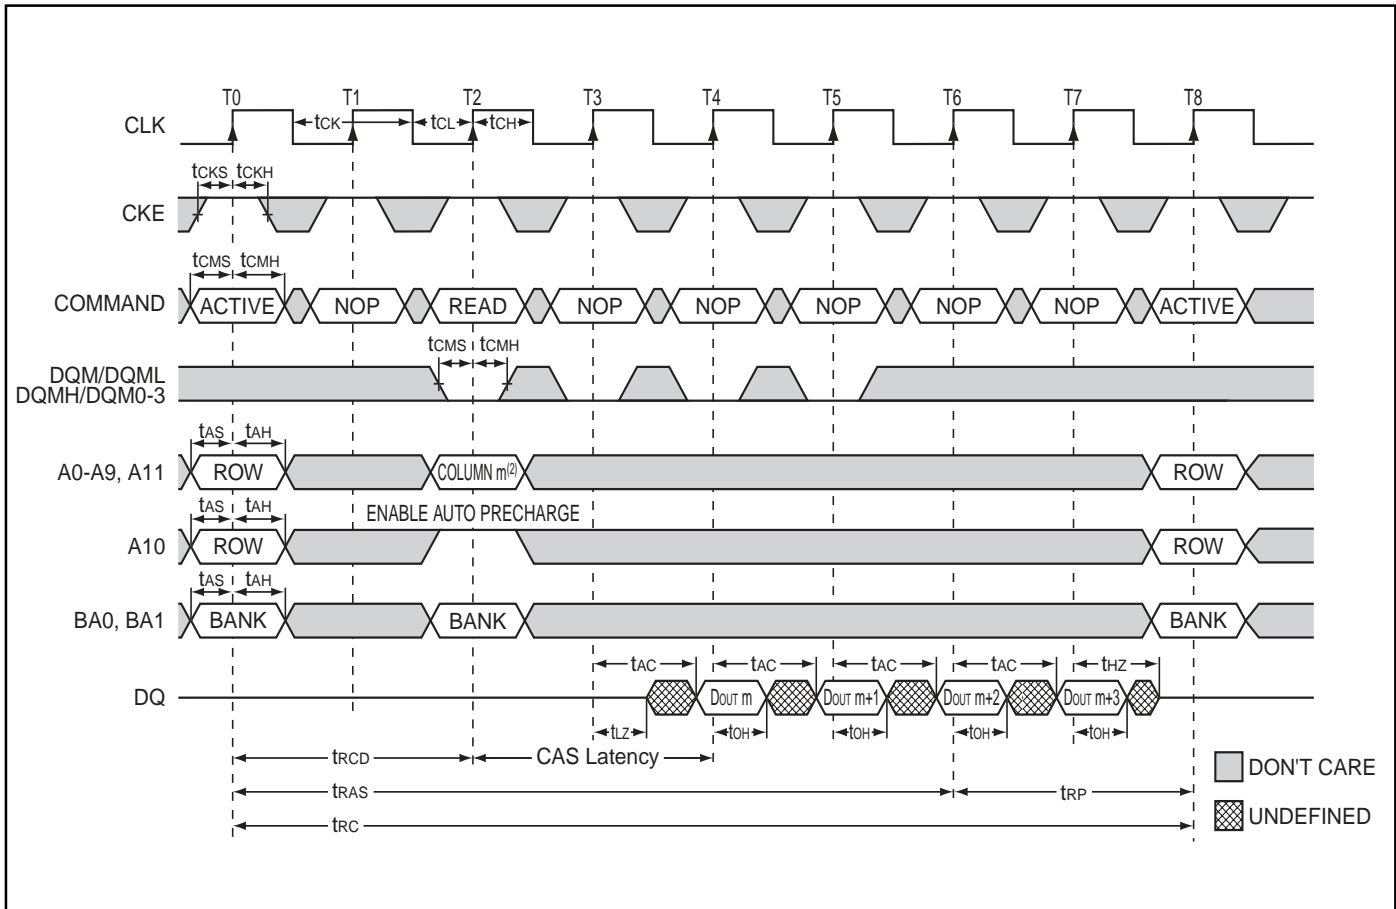 T0 T1 T2 T3 T4 T5 T6 T7 T8
CLK
tCK tCL tCH
tCKS tCKH
CKE
tCMS tCMH
COMMAND ACTIVE NOP READ NOP NOP NOP NOP NOP ACTIVE
tCMS tCMH
DQM/DQML
DQMH/DQM0-3
tAS tAH
A0-A9, A11 ROW COLUMN m(2) ROW
tAS tAH ENABLE AUTO PRECHARGE
A10 ROW ROW
tAS tAH
BA0, BA1 BANK BANK BANK
tAC tAC tAC tAC tHZ
DQ DOUT m DOUT m+1 DOUT m+2 DOUT m+3
tLZ tOH tOH tOH tOH
tRCD CAS Latency
DON'T CARE
tRAS tRP
UNDEFINED
tRC